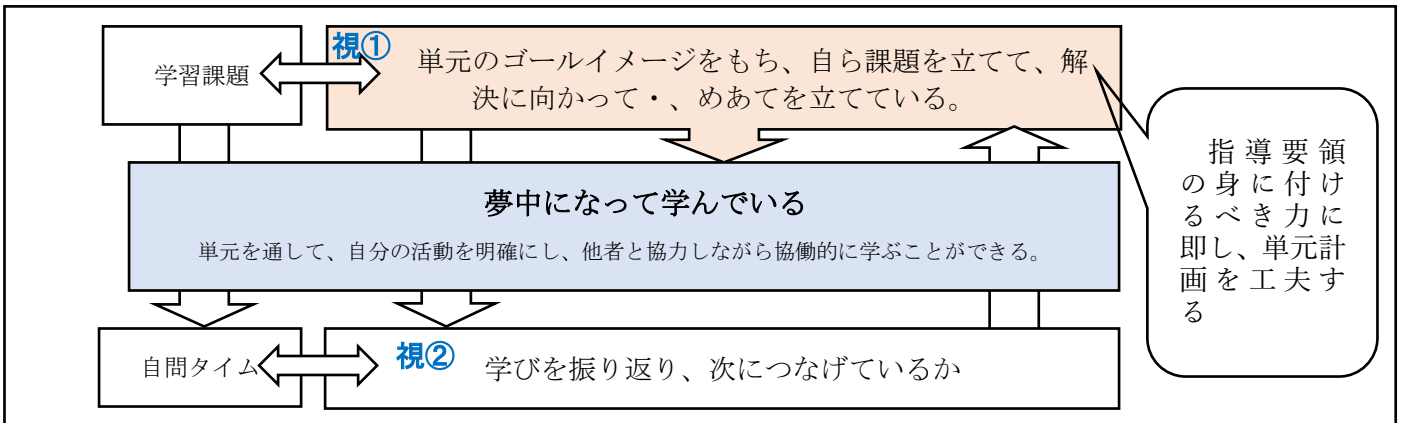 視①
学習課題
単元のゴールイメージをもち、自ら課題を立てて、解
決に向かって・、めあてを立てている。
指導要領
の身に付け
るべき力に
即し、単元計
画を工夫す
る
夢中になって学んでいる
単元を通して、自分の活動を明確にし、他者と協力しながら協働的に学ぶことができる。
自問タイム
視②
学びを振り返り、次につなげているか